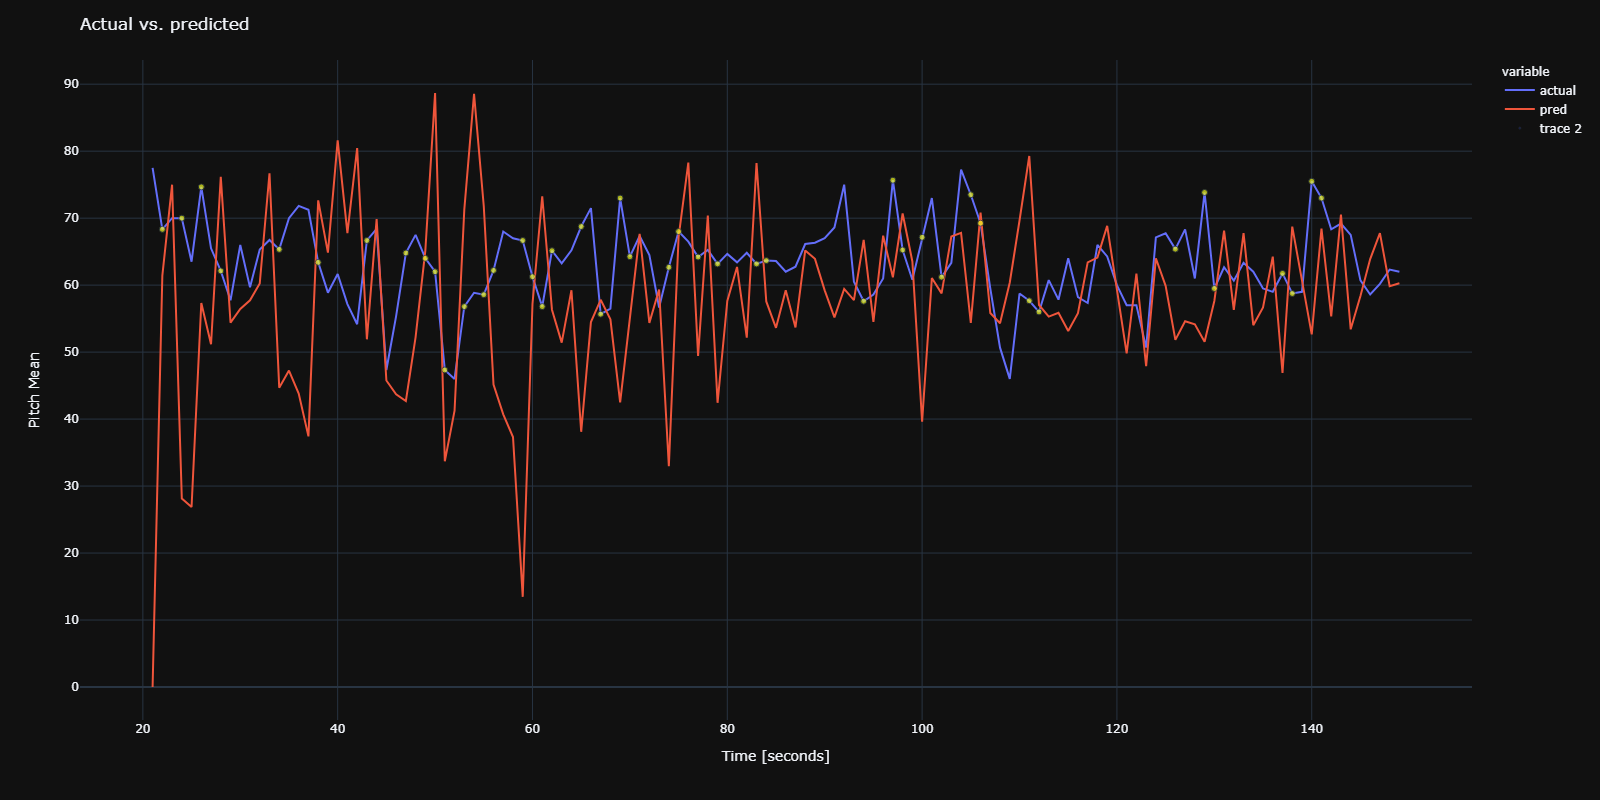 Actual vs. predicted
variable
actual
pred
trace 2
90
80
70
60
50
40
30
20
10
0
Pitch Mean
20
40
60
80
100
120
140
Time [seconds]